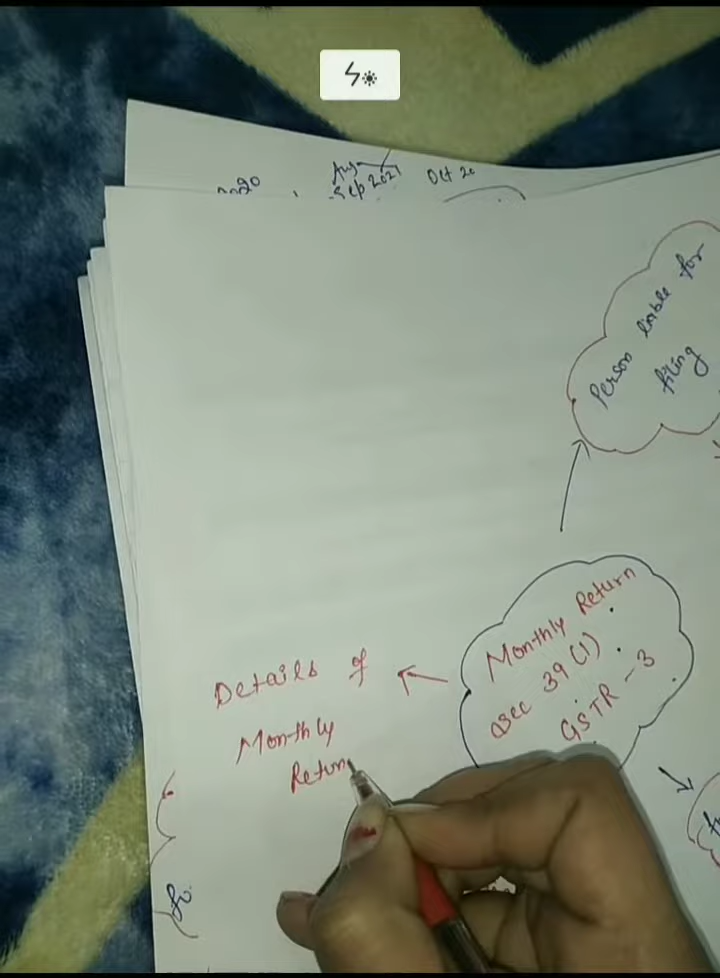 Sep 2021
Oct 20
Person liable for
filing
Monthly Return
sec 39 (1)
GSTR - 3
Details of
Monthly
Return